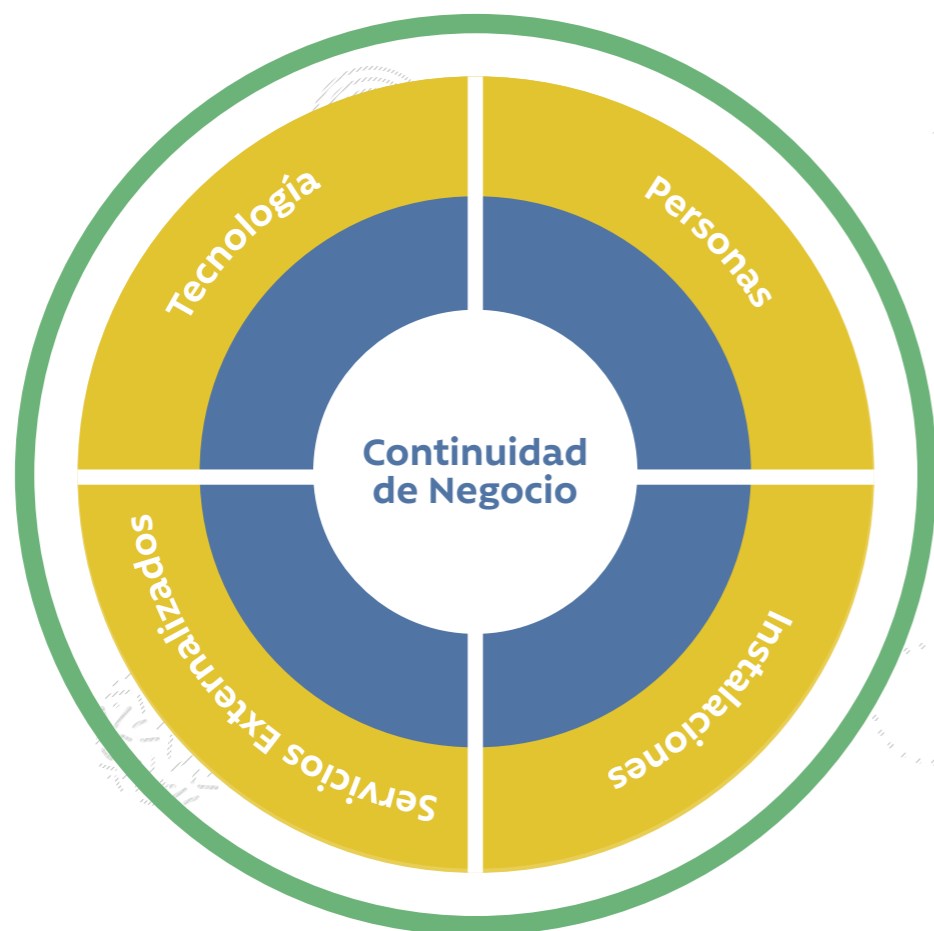 Tecnología
Personas
Continuidad
de Negocio
Servicios Externalizados
Instalaciones